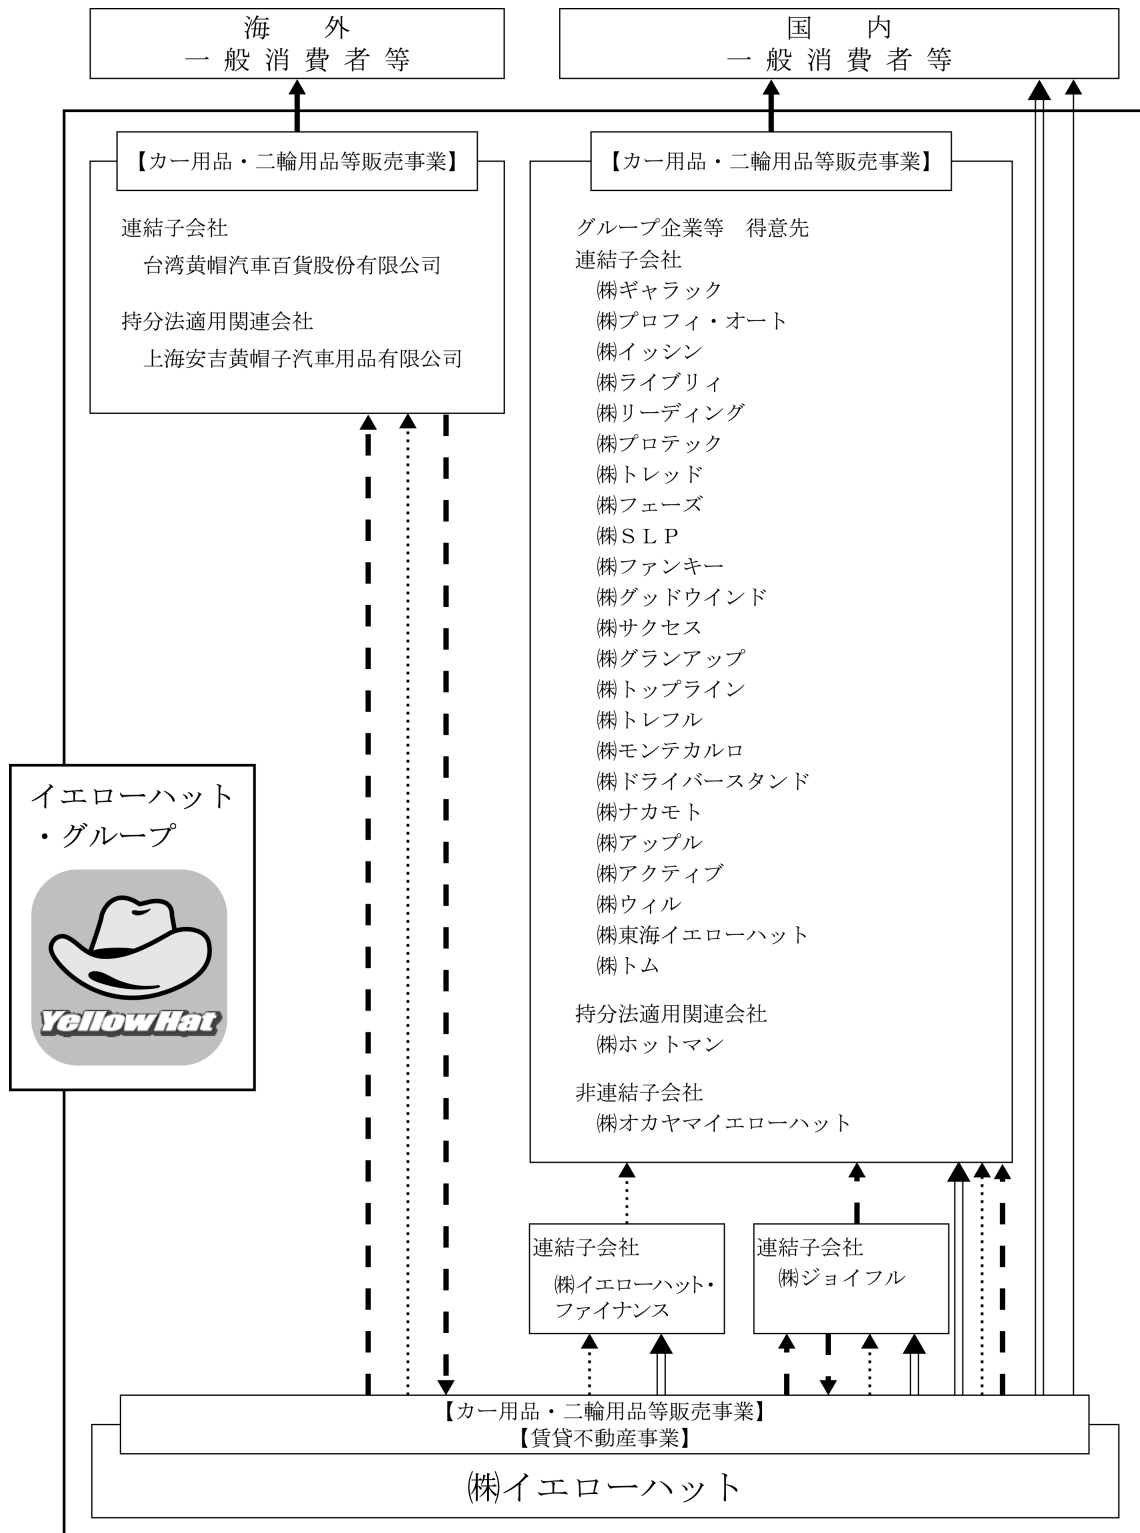 海　外
一般消費者等
国　内
一般消費者等
【カー用品・二輪用品等販売事業】
連結子会社
台湾黄帽汽車百貨股份有限公司
持分法適用関連会社
上海安吉黄帽子汽車用品有限公司
【カー用品・二輪用品等販売事業】
グループ企業等　得意先
連結子会社
㈱ギャラック
㈱プロフィ・オート
㈱イッシン
㈱ライブリィ
㈱リーディング
㈱プロテック
㈱トレッド
㈱フェーズ
㈱ＳＬＰ
㈱ファンキー
㈱グッドウインド
㈱サクセス
㈱グランアップ
㈱トップライン
㈱トレフル
㈱モンテカルロ
㈱ドライバースタンド
㈱ナカモト
㈱アップル
㈱アクティブ
㈱ウィル
㈱東海イエローハット
㈱トム
持分法適用関連会社
㈱ホットマン
非連結子会社
㈱オカヤマイエローハット
イエローハット
・グループ
YellowHat
連結子会社
㈱イエローハット・
ファイナンス
連結子会社
㈱ジョイフル
【カー用品・二輪用品等販売事業】
【賃貸不動産事業】
㈱イエローハット